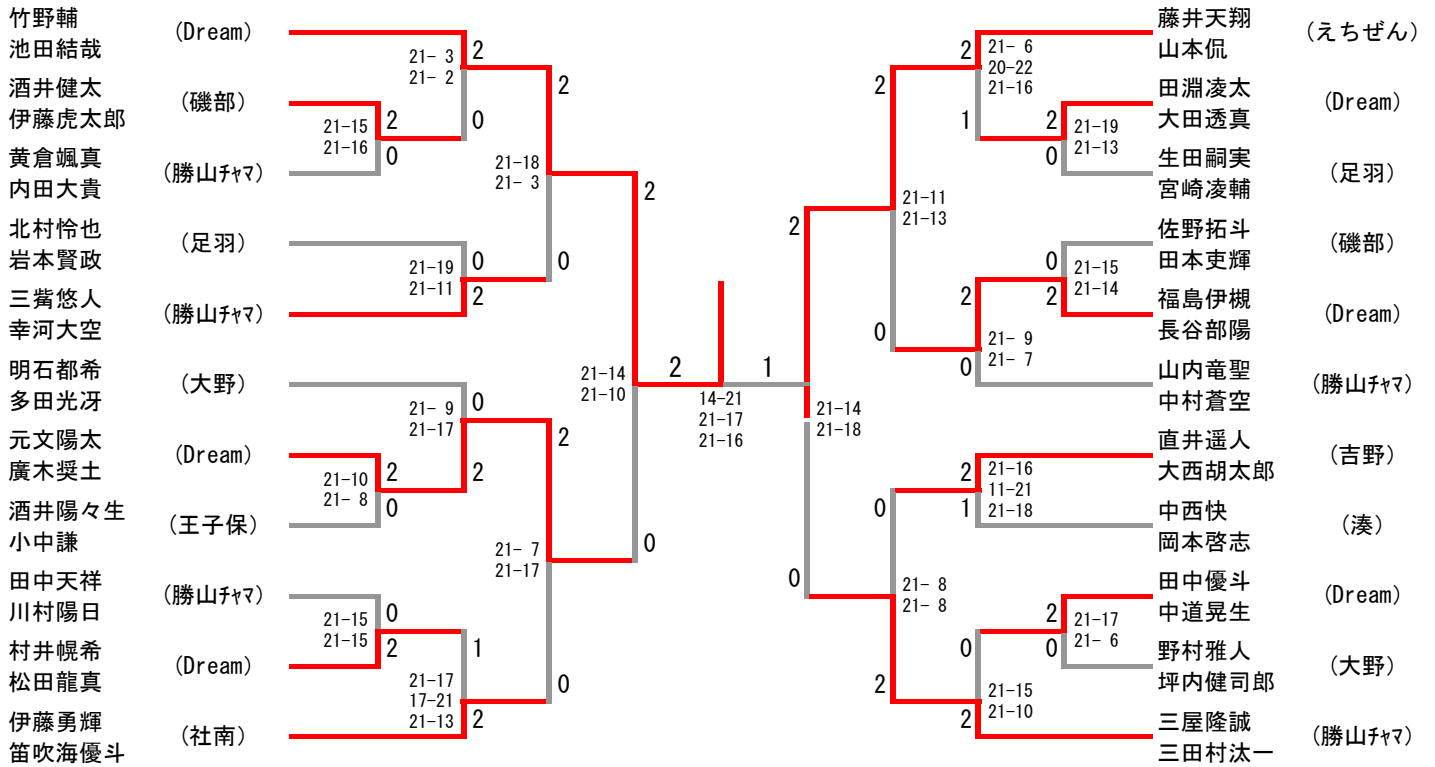 竹野輔
池田結哉
(Dream)
酒井健太
伊藤虎太郎
(磯部)
黄倉颯真
内田大貴
(勝山ﾁｬﾏ)
北村怜也
岩本賢政
(足羽)
三觜悠人
幸河大空
(勝山ﾁｬﾏ)
明石都希
多田光冴
(大野)
元文陽太
廣木奨土
(Dream)
酒井陽々生
小中謙
(王子保)
田中天祥
川村陽日
(勝山ﾁｬﾏ)
村井幌希
松田龍真
(Dream)
伊藤勇輝
笛吹海優斗
(社南)
21-15
21-16
2
0
21- 3
21- 2
2
0
21-19
21-11
0
2
21-18
21- 3
2
0
21-10
21- 8
2
0
21- 9
21-17
0
2
21-15
21-15
0
2
21-17
17-21
21-13
1
2
21- 7
21-17
2
0
21-14
21-10
2
0
2
1
14-21
21-17
21-16
2
0
21-14
21-18
2
0
21-11
21-13
0
2
21- 8
21- 8
2
1
21- 6
20-22
21-16
2
0
21-19
21-13
0
2
21-15
21-14
2
0
21- 9
21- 7
2
1
21-16
11-21
21-18
2
0
21-17
21- 6
0
2
21-15
21-10
藤井天翔
山本侃
(えちぜん)
田淵凌太
大田透真
(Dream)
生田嗣実
宮崎凌輔
(足羽)
佐野拓斗
田本吏輝
(磯部)
福島伊槻
長谷部陽
(Dream)
山内竜聖
中村蒼空
(勝山ﾁｬﾏ)
直井遥人
大西胡太郎
(吉野)
中西快
岡本啓志
(湊)
田中優斗
中道晃生
(Dream)
野村雅人
坪内健司郎
(大野)
三屋隆誠
三田村汰一
(勝山ﾁｬﾏ)